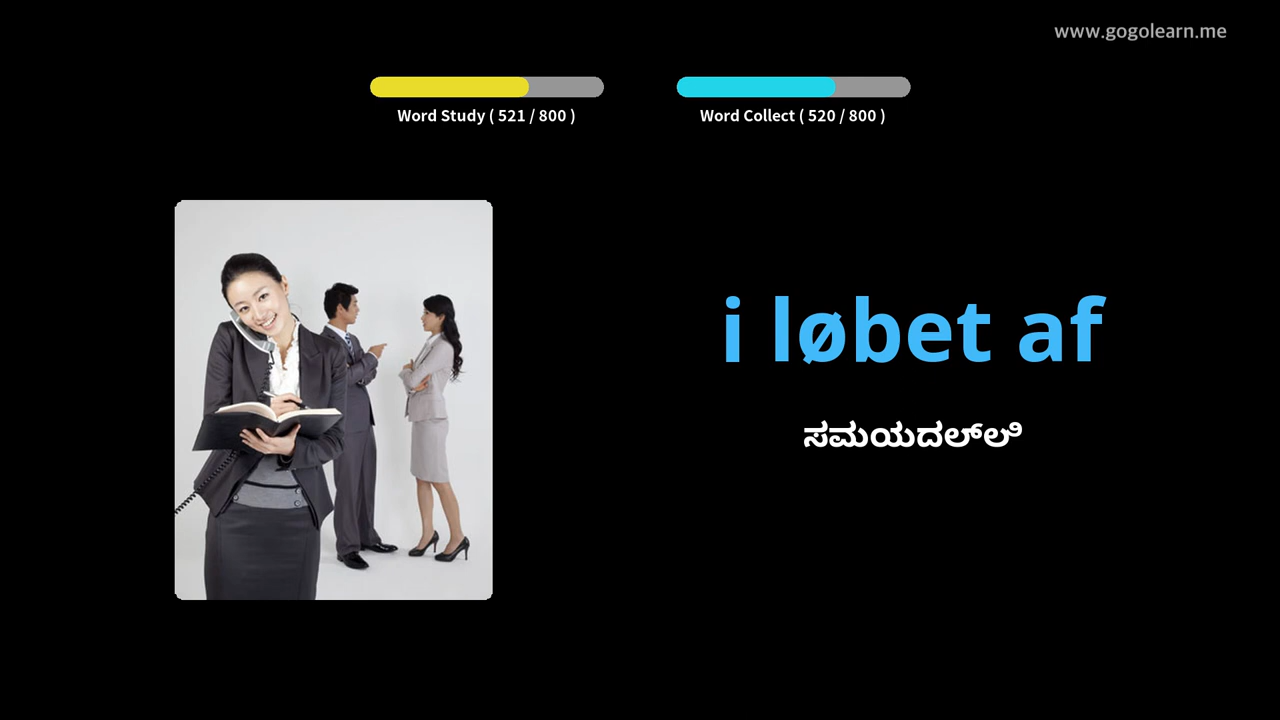 www.gogolearn.me
Word Study ( 521 / 800 )
Word Collect ( 520 / 800 )
i løbet af
ಸಮಯದಲ್ಲಿ